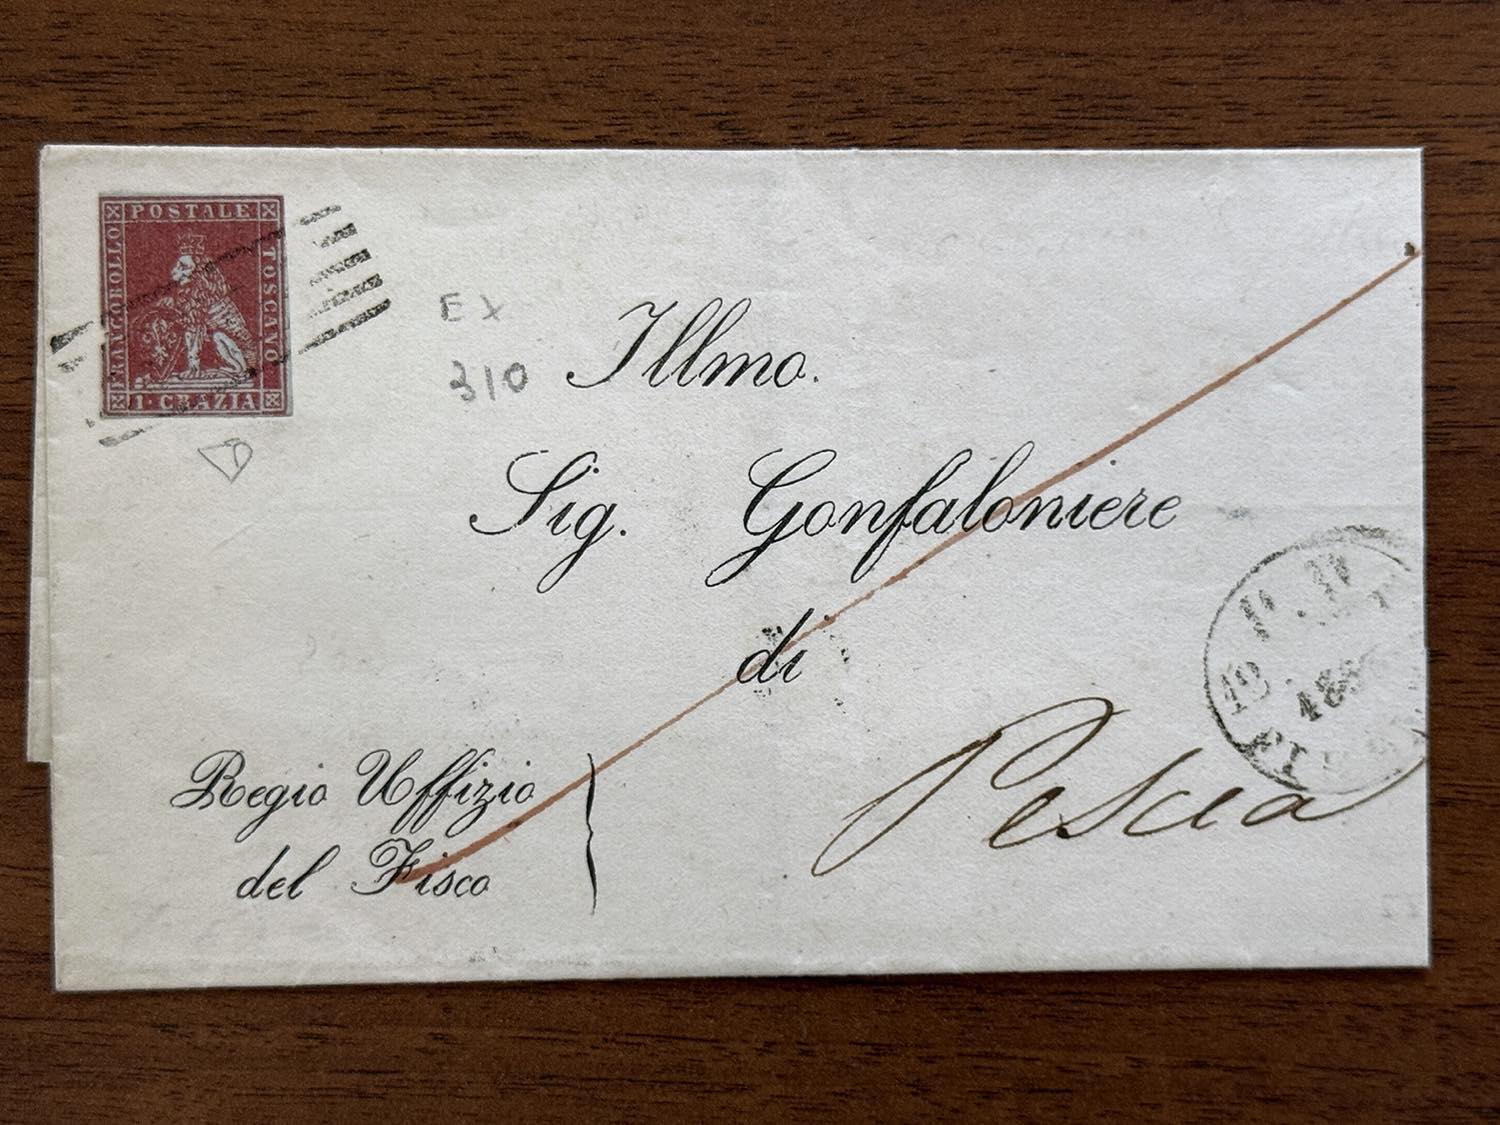 FRANCOBOLLO
POSTALE
TOSCANO
1·CRAZIA
EX
310
Illmo.
Sig. Gonfaloniere
di
Pescia
Regio Uffizio
del Fisco